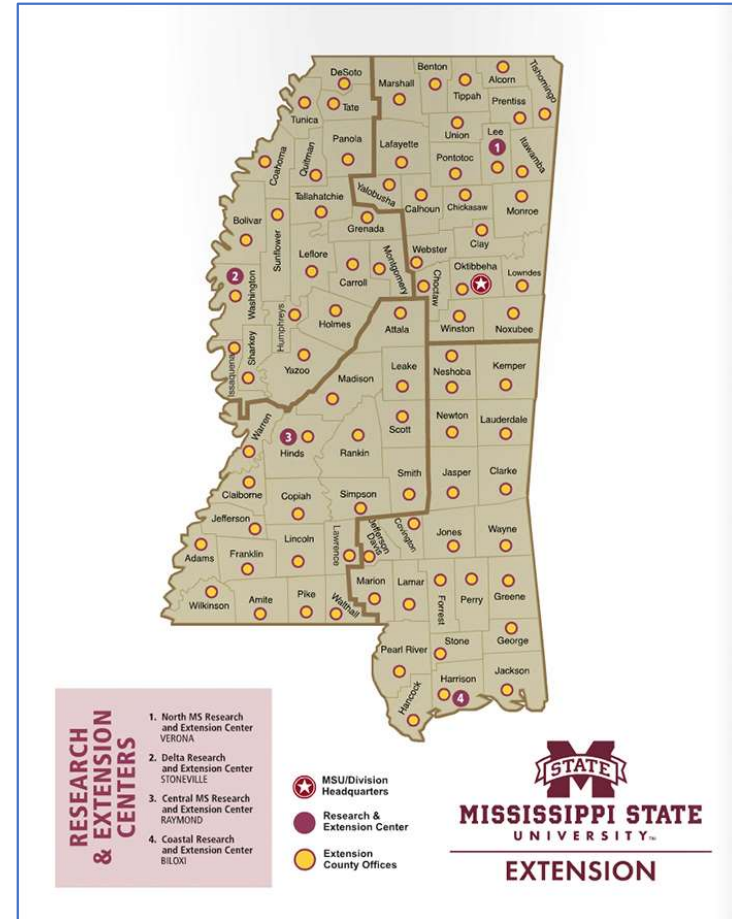 DeSoto
Benton
Alcorn
Tishomingo
Marshall
Tippah
Prentiss
Tate
Tunica
Union
Lee
Panola
Lafayette
1
Itawamba
Coahoma
Quitman
Pontotoc
Yalobusha
Tallahatchie
Calhoun
Chickasaw
Monroe
Bolivar
Sunflower
Grenada
Clay
Webster
Leflore
Montgomery
Oktibbeha
2
Washington
Carroll
Choctaw
Lowndes
Humphreys
Holmes
Attala
Winston
Noxubee
Issaquena
Sharkey
Yazoo
Neshoba
Kemper
Madison
Leake
Warren
Newton
Lauderdale
3
Hinds
Rankin
Scott
Claiborne
Copiah
Simpson
Smith
Jasper
Clarke
Jefferson
Lawrence
Jefferson
Davis
Covington
Jones
Wayne
Adams
Franklin
Lincoln
Marion
Lamar
Forrest
Perry
Greene
Wilkinson
Amite
Pike
Walthall
Stone
George
Pearl River
Hancock
Harrison
Jackson
4
RESEARCH
& EXTENSION
CENTERS
1. North MS Research
and Extension Center
VERONA
2. Delta Research
and Extension Center
STONEVILLE
3. Central MS Research
and Extension Center
RAYMOND
4. Coastal Research
and Extension Center
BILOXI
MSU/Division
Headquarters
Research &
Extension Center
Extension
County Offices
M
STATE
MISSISSIPPI STATE
UNIVERSITY™
EXTENSION